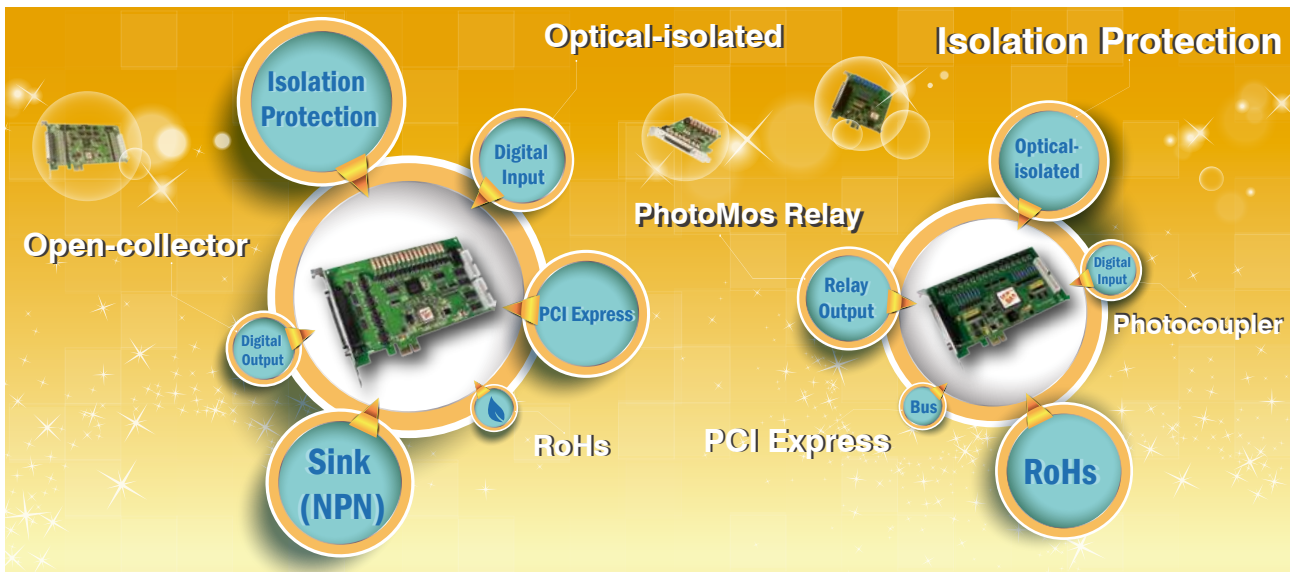 Optical-isolated
Isolation Protection
Isolation
Protection
Digital
Input
Optical-
isolated
PhotoMos Relay
Open-collector
Digital
Input
Relay
Output
PCI Express
Photocoupler
Digital
Output
Bus
RoHs
PCI Express
Sink
(NPN)
RoHs